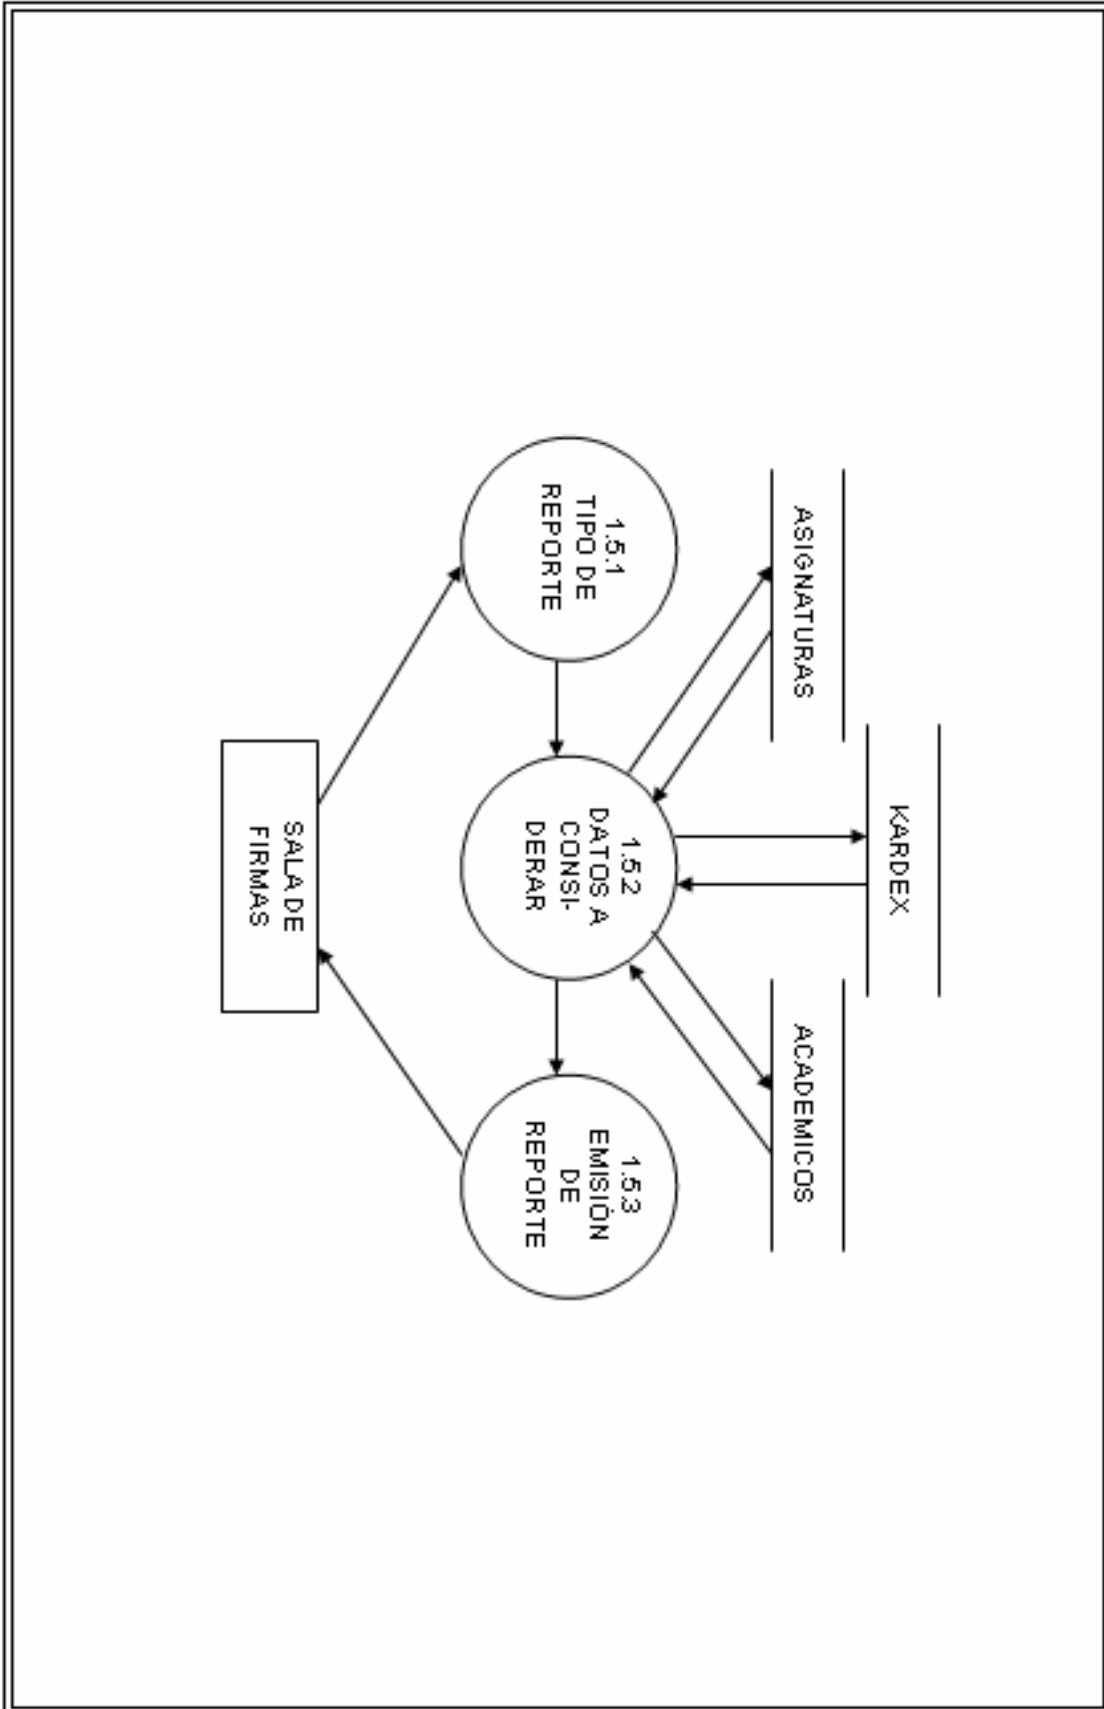 KARDEX
ASIGNATURAS
ACADEMICOS
1.5.1
TIPO DE
REPORTE
1.5.2
DATOS A
CONSI-
DERAR
1.5.3
EMISIÓN
DE
REPORTE
SALA DE
FIRMAS